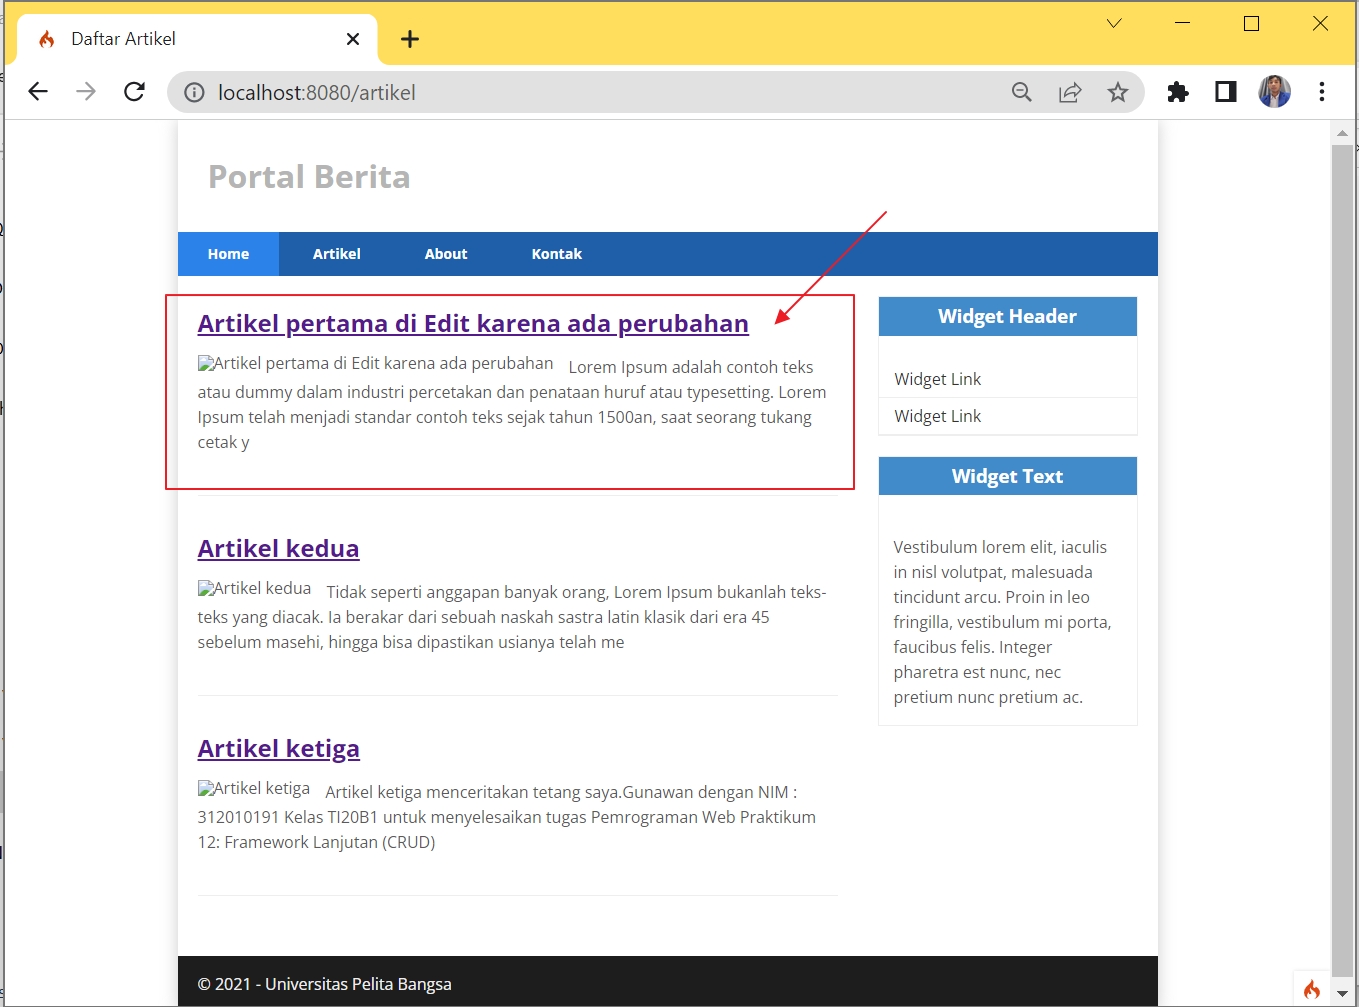 Daftar Artikel
localhost:8080/artikel
Portal Berita
Home Artikel About Kontak
Artikel pertama di Edit karena ada perubahan
Artikel pertama di Edit karena ada perubahan Lorem Ipsum adalah contoh teks
atau dummy dalam industri percetakan dan penataan huruf atau typesetting. Lorem
Ipsum telah menjadi standar contoh teks sejak tahun 1500an, saat seorang tukang
cetak y
Artikel kedua
Artikel kedua Tidak seperti anggapan banyak orang, Lorem Ipsum bukanlah teks-
teks yang diacak. Ia berakar dari sebuah naskah sastra latin klasik dari era 45
sebelum masehi, hingga bisa dipastikan usianya telah me
Artikel ketiga
Artikel ketiga Artikel ketiga menceritakan tetang saya.Gunawan dengan NIM :
312010191 Kelas TI20B1 untuk menyelesaikan tugas Pemrograman Web Praktikum
12: Framework Lanjutan (CRUD)
Widget Header
Widget Link
Widget Link
Widget Text
Vestibulum lorem elit, iaculis
in nisl volutpat, malesuada
tincidunt arcu. Proin in leo
fringilla, vestibulum mi porta,
faucibus felis. Integer
pharetra est nunc, nec
pretium nunc pretium ac.
© 2021 - Universitas Pelita Bangsa